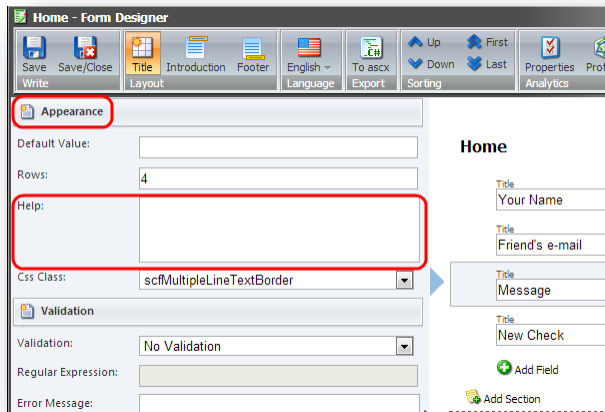 Home - Form Designer
Save Save/Close Title Introduction Footer English To ascx Up Down First Last Properties
Write Layout Language Export Sorting Analytics
Appearance
Default Value:
Rows: 4
Help:
Css Class: scfMultipleLineTextBorder
Validation
Validation: No Validation
Regular Expression:
Error Message:
Home
Title
Your Name
Title
Friend's e-mail
Title
Message
Title
New Check
Add Field
Add Section